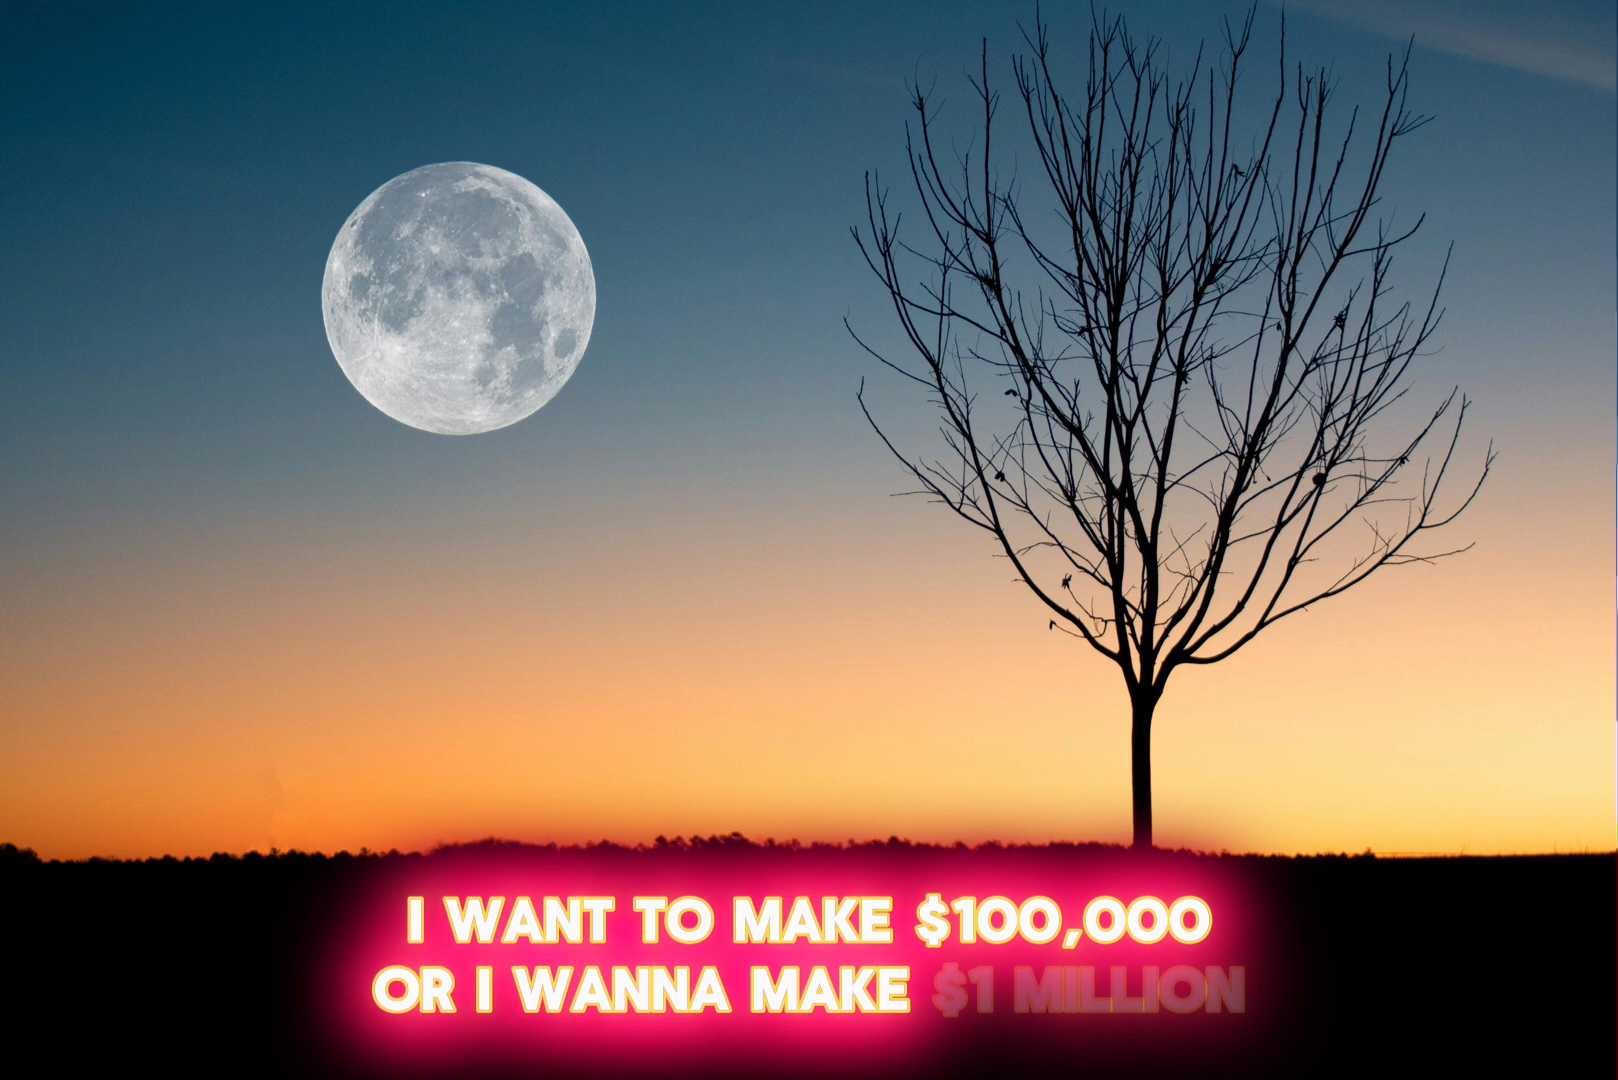 I WANT TO MAKE $100,000
OR I WANNA MAKE $1 MILLION